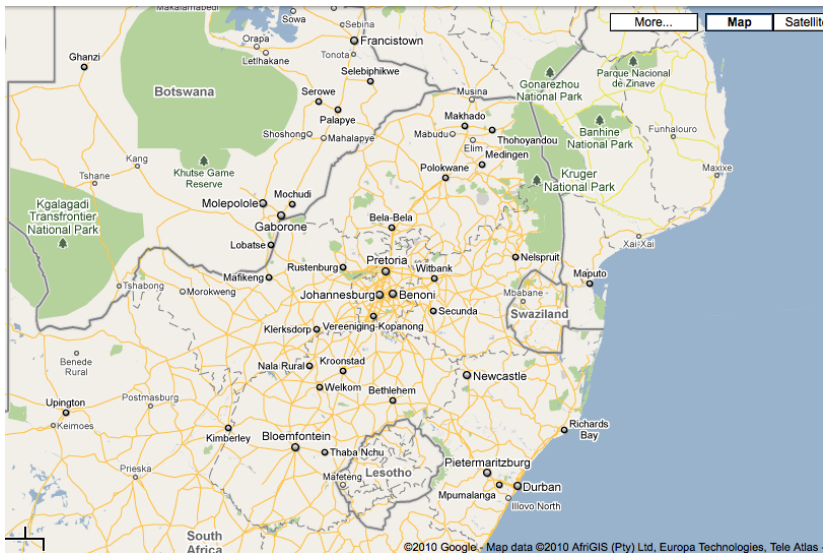 Makalamabedi
Sowa
Sebina
More...
Map
Satellite
Orapa
Francistown
Letlhakane
Tonota
Ghanzi
Selebiphikwe
Parque Nacional
de Zinave
Gonarezhou
National Park
Botswana
Serowe
Musina
Palapye
Makhado
Banhine
National Park
Funhalouro
Shoshong
Mahalapye
Mabudu
Thohoyandou
Elim
Kang
Khutse Game
Reserve
Medingen
Polokwane
Kruger
National Park
Maxixe
Tshane
Kgalagadi
Transfrontier
National Park
Mochudi
Molepolole
Gaborone
Bela-Bela
Lobatse
Xai-Xai
Pretoria
Nelspruit
Rustenburg
Witbank
Maputo
Mafikeng
Tshabong
Morokweng
Johannesburg
Benoni
Mbabane
Secunda
Swaziland
Klerksdorp
Vereeniging-Kopanong
Benede
Rural
Nala Rural
Kroonstad
Newcastle
Welkom
Bethlehem
Upington
Postmasburg
Keimoes
Richards
Bay
Kimberley
Bloemfontein
Thaba Nchu
Prieska
Mafeteng
Lesotho
Pietermaritzburg
Mpumalanga
Durban
Illovo North
South
Africa
©2010 Google - Map data ©2010 AfriGIS (Pty) Ltd, Europa Technologies, Tele Atlas -